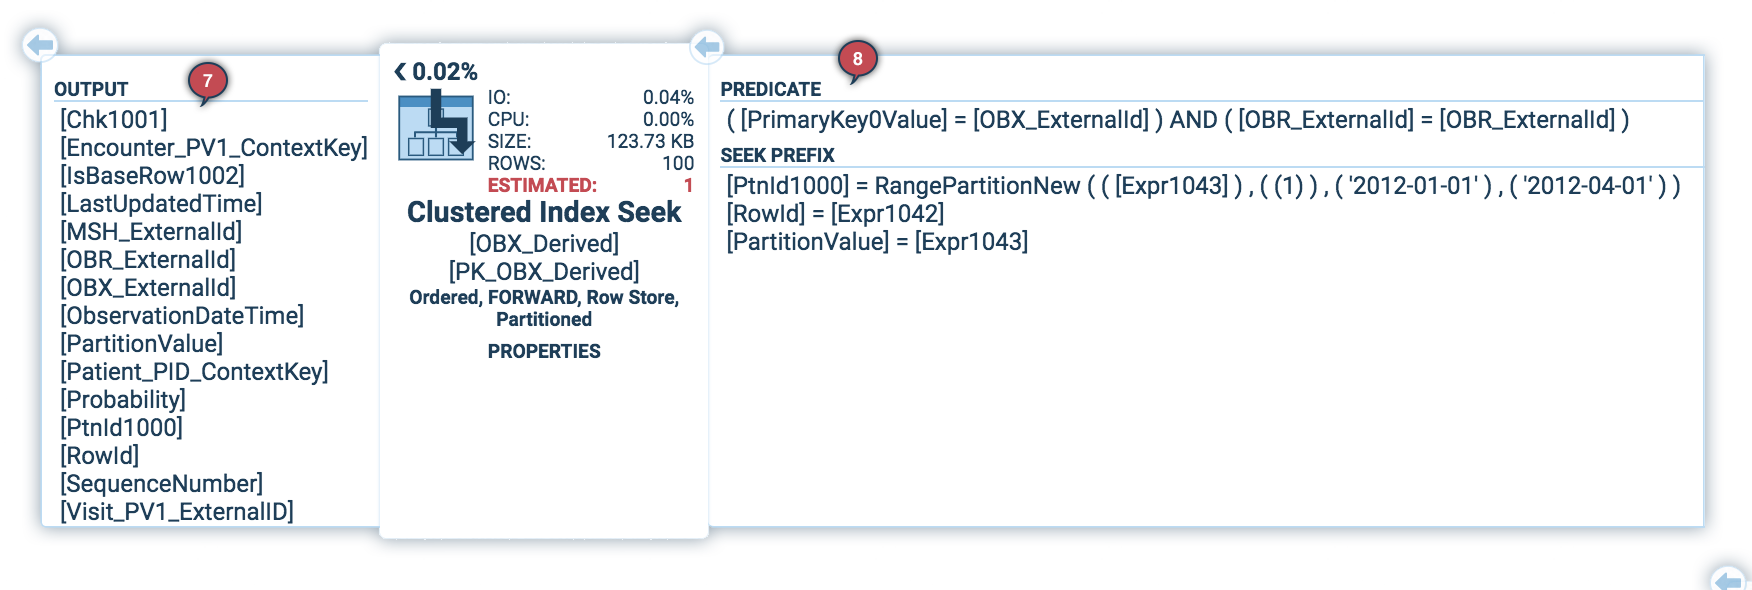 7
OUTPUT
[Chk1001]
[Encounter_PV1_ContextKey]
[IsBaseRow1002]
[LastUpdatedTime]
[MSH_ExternalId]
[OBR_ExternalId]
[OBX_ExternalId]
[ObservationDateTime]
[PartitionValue]
[Patient_PID_ContextKey]
[Probability]
[PtnId1000]
[RowId]
[SequenceNumber]
[Visit_PV1_ExternalID]
❮ 0.02%
IO: 0.04%
CPU: 0.00%
SIZE: 123.73 KB
ROWS: 100
ESTIMATED: 1
Clustered Index Seek
[OBX_Derived]
[PK_OBX_Derived]
Ordered, FORWARD, Row Store,
Partitioned
PROPERTIES
8
PREDICATE
( [PrimaryKey0Value] = [OBX_ExternalId] ) AND ( [OBR_ExternalId] = [OBR_ExternalId] )
SEEK PREFIX
[PtnId1000] = RangePartitionNew ( ( [Expr1043] ) , ( (1) ) , ( '2012-01-01' ) , ( '2012-04-01' ) )
[RowId] = [Expr1042]
[PartitionValue] = [Expr1043]